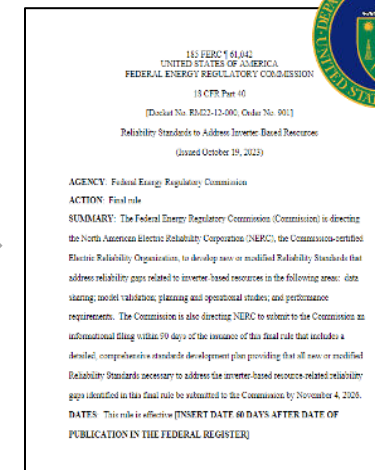 185 FERC ¶ 61,042
UNITED STATES OF AMERICA
FEDERAL ENERGY REGULATORY COMMISSION
18 CFR Part 40
[Docket No. RM22-12-000; Order No. 901]
Reliability Standards to Address Inverter-Based Resources
(Issued October 19, 2023)
AGENCY: Federal Energy Regulatory Commission
ACTION: Final rule
SUMMARY: The Federal Energy Regulatory Commission (Commission) is directing
the North American Electric Reliability Corporation (NERC), the Commission-certified
Electric Reliability Organization, to develop new or modified Reliability Standards that
address reliability gaps related to inverter-based resources in the following areas: data
sharing; model validation; planning and operational studies; and performance
requirements. The Commission is also directing NERC to submit to the Commission an
informational filing within 90 days of the issuance of this final rule that includes a
detailed, comprehensive standards development plan providing that all new or modified
Reliability Standards necessary to address the inverter-based resource-related reliability
gaps identified in this final rule be submitted to the Commission by November 4, 2026.
DATES: This rule is effective [INSERT DATE 60 DAYS AFTER DATE OF
PUBLICATION IN THE FEDERAL REGISTER]